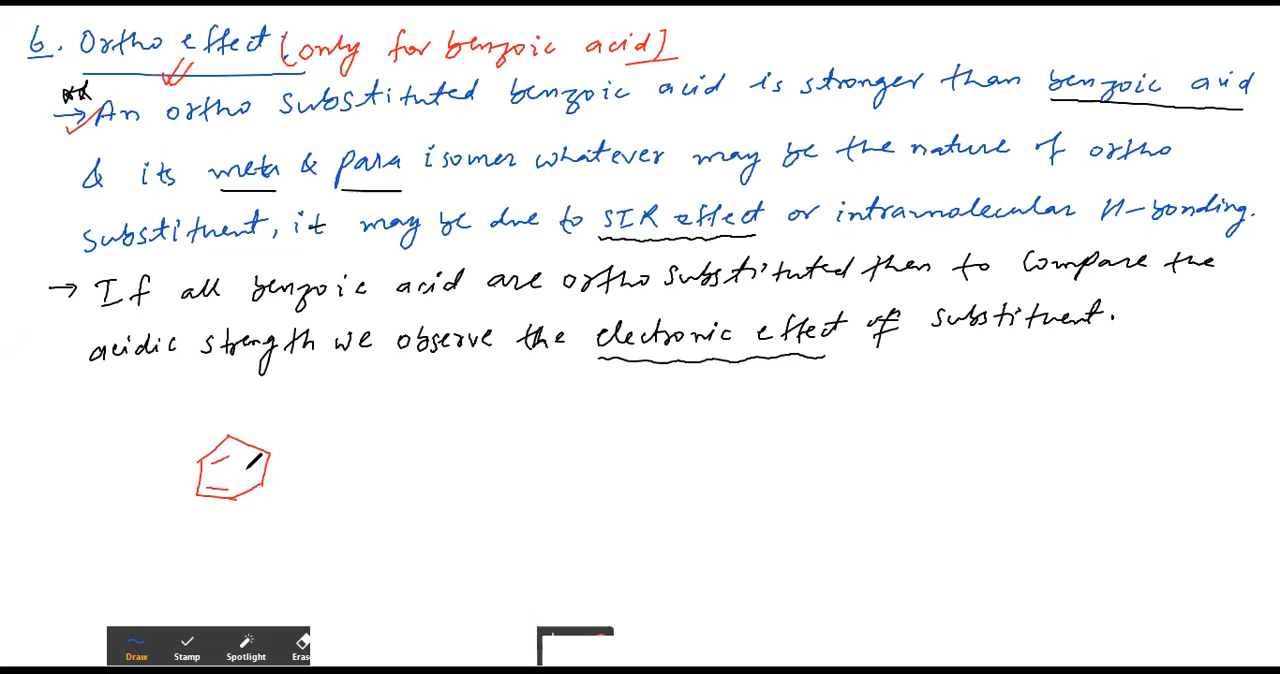 6. Ortho effect [only for benzoic acid]
** → An ortho substituted benzoic acid is stronger than benzoic acid
& its meta & para isomer whatever may be the nature of ortho
substituent, it may be due to SIR effect or intramolecular H-bonding.
→ If all benzoic acid are ortho substituted then to compare the
acidic strength we observe the electronic effect of substituent.
Draw Stamp Spotlight Eras